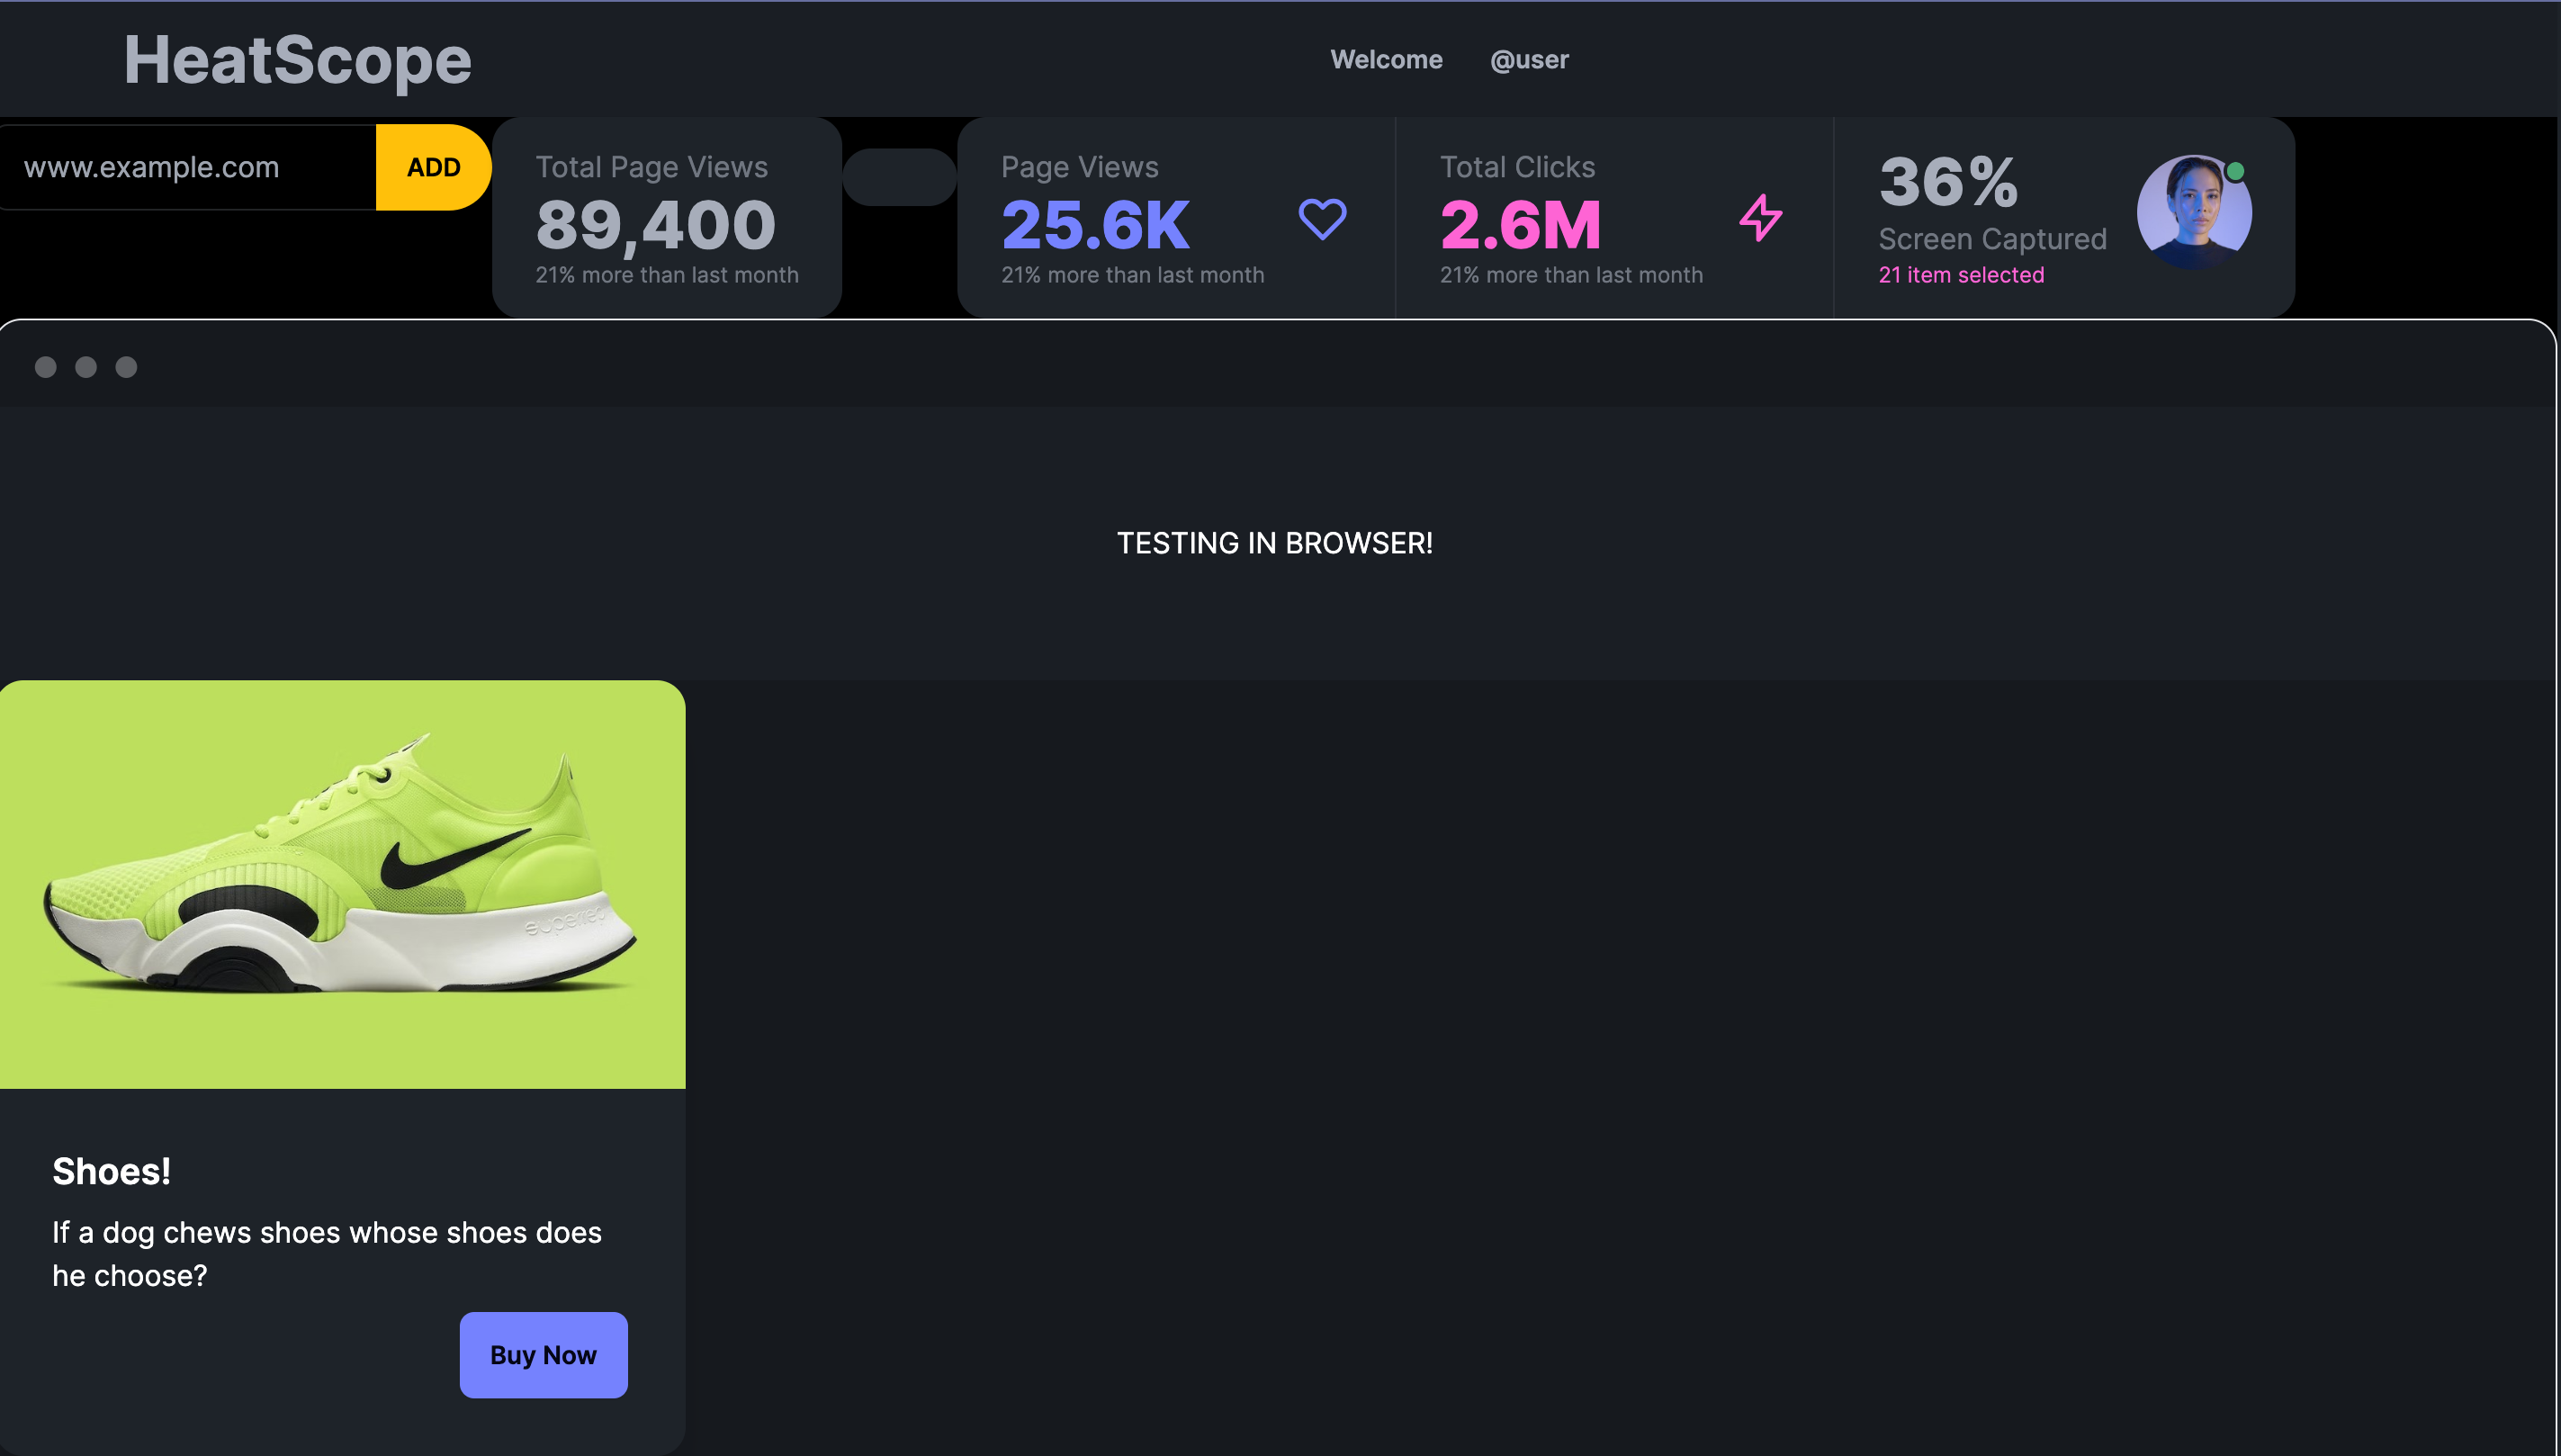 HeatScope
Welcome @user
www.example.com
ADD
Total Page Views
89,400
21% more than last month
Page Views
25.6K
21% more than last month
Total Clicks
2.6M
21% more than last month
36%
Screen Captured
21 item selected
TESTING IN BROWSER!
Shoes!
If a dog chews shoes whose shoes does
he choose?
Buy Now